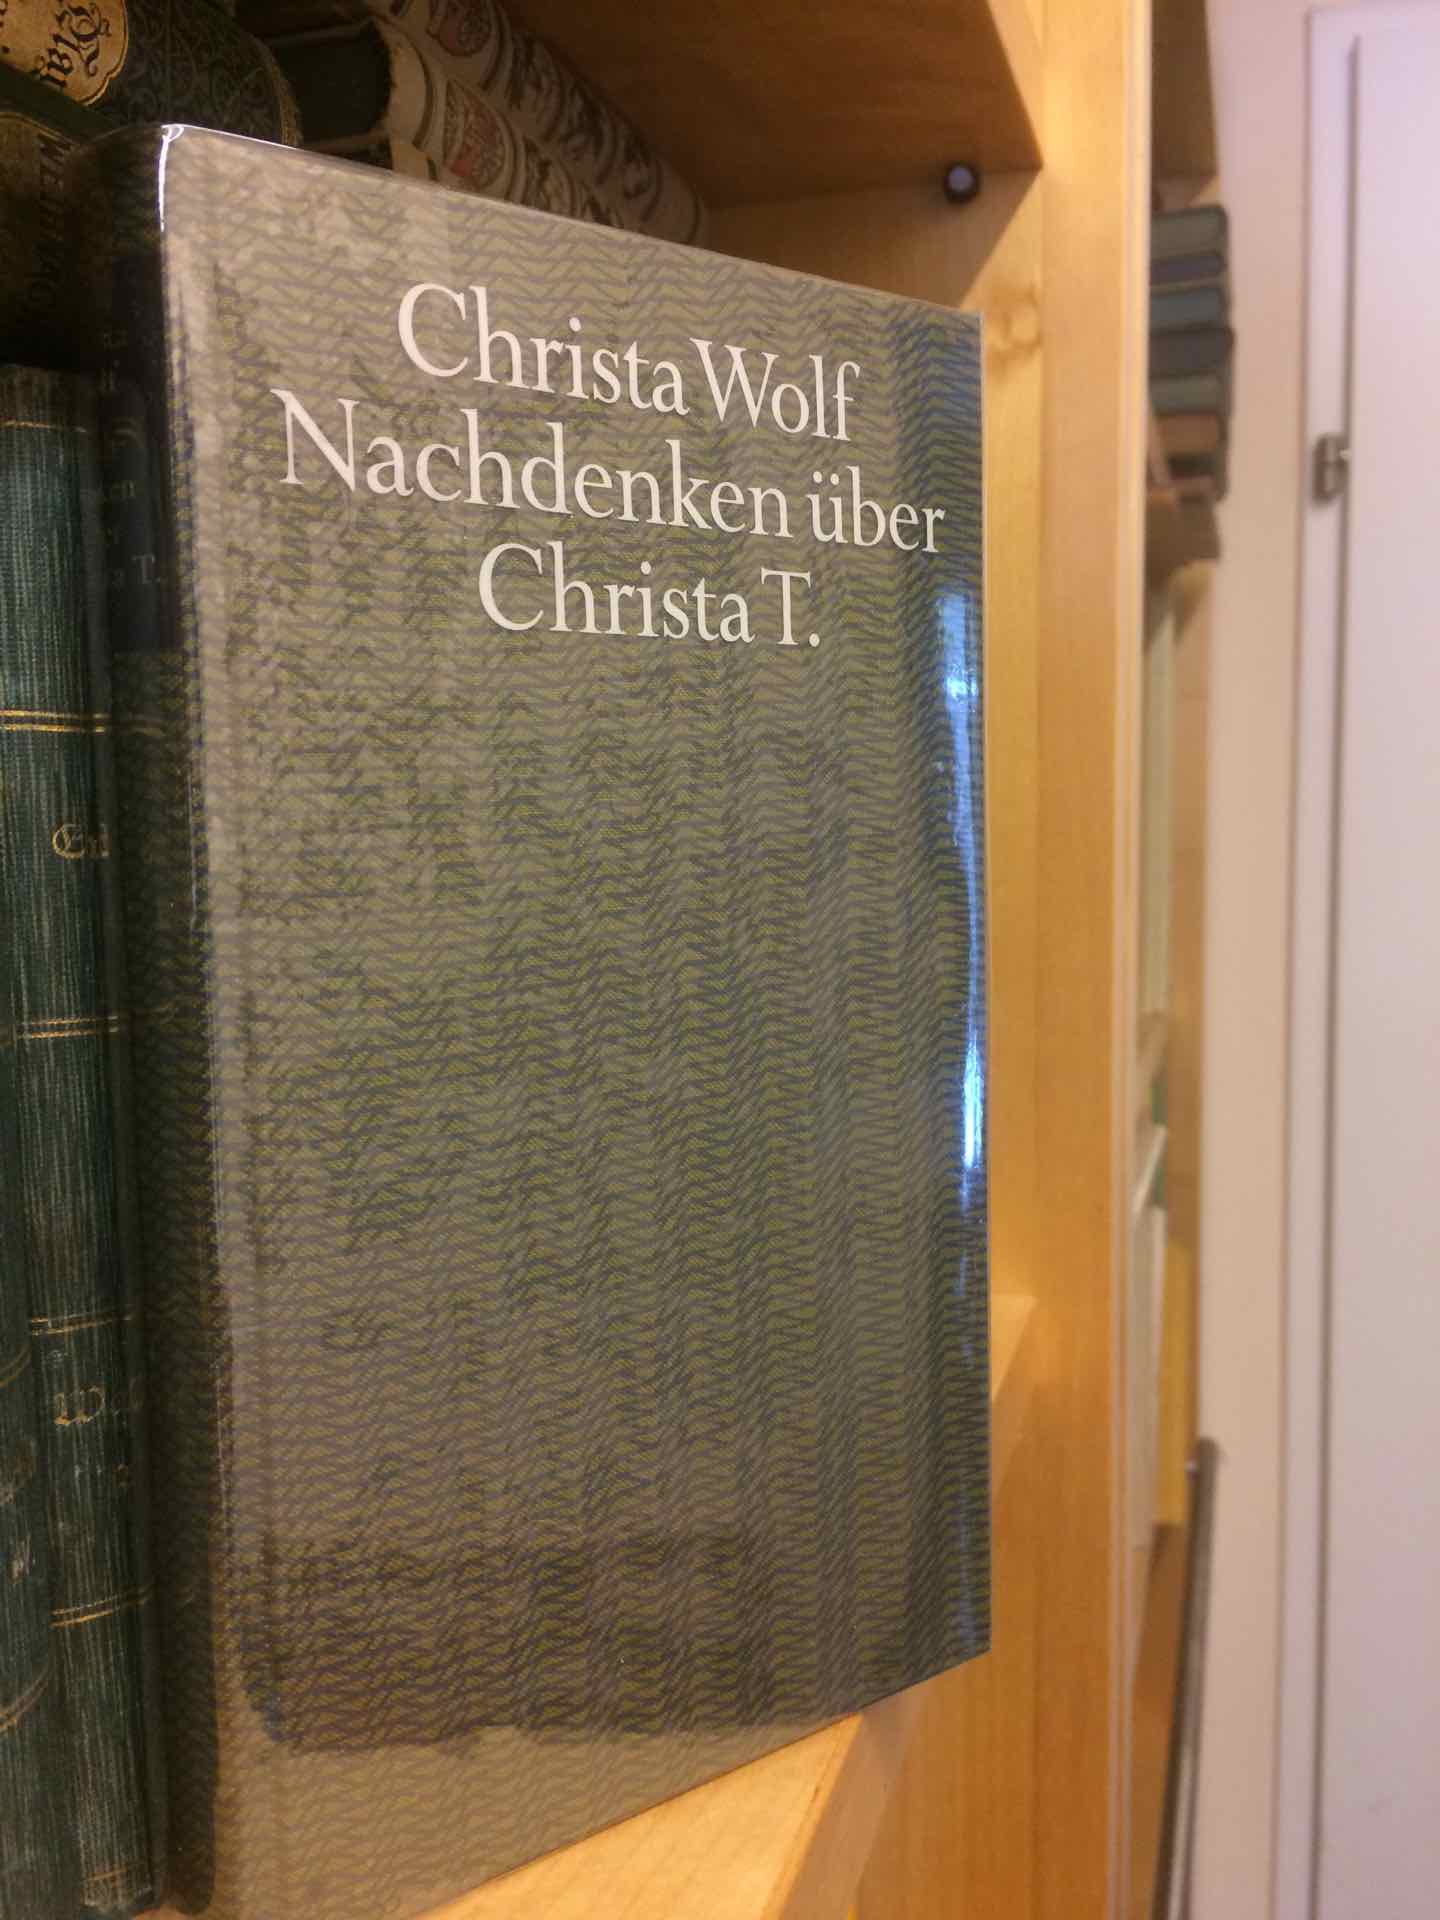 Christa Wolf
Nachdenken über
Christa T.